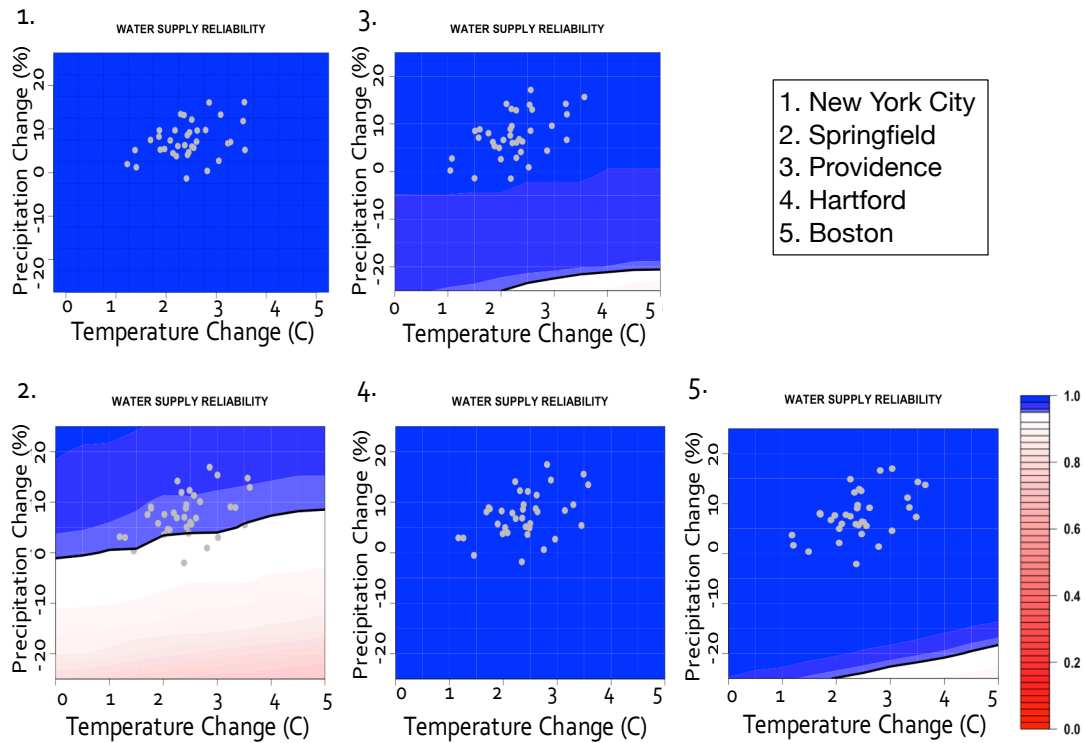 1.
WATER SUPPLY RELIABILITY
Precipitation Change (%)
20
10
0
-10
-20
0 1 2 3 4 5
Temperature Change (C)
3.
WATER SUPPLY RELIABILITY
Precipitation Change (%)
20
10
0
-10
-20
0 1 2 3 4 5
Temperature Change (C)
1. New York City
2. Springfield
3. Providence
4. Hartford
5. Boston
2.
WATER SUPPLY RELIABILITY
Precipitation Change (%)
20
10
0
-10
-20
0 1 2 3 4 5
Temperature Change (C)
4.
WATER SUPPLY RELIABILITY
Precipitation Change (%)
20
10
0
-10
-20
0 1 2 3 4 5
Temperature Change (C)
5.
WATER SUPPLY RELIABILITY
Precipitation Change (%)
20
10
0
-10
-20
0 1 2 3 4 5
Temperature Change (C)
1.0
0.8
0.6
0.4
0.2
0.0